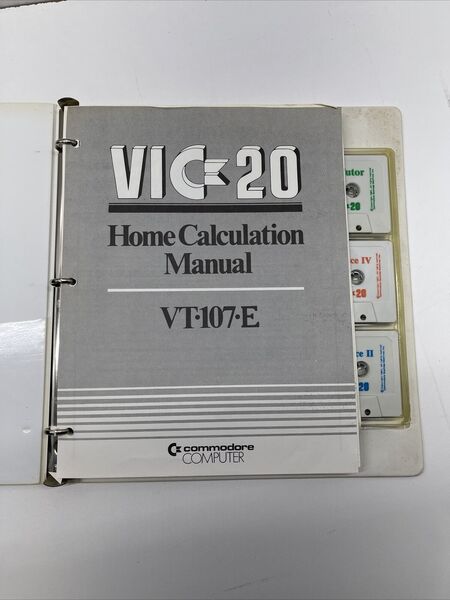 VIC 20
Home Calculation
Manual
VT·107·E
commodore
COMPUTER
utor
20
ce IV
20
ce II
20